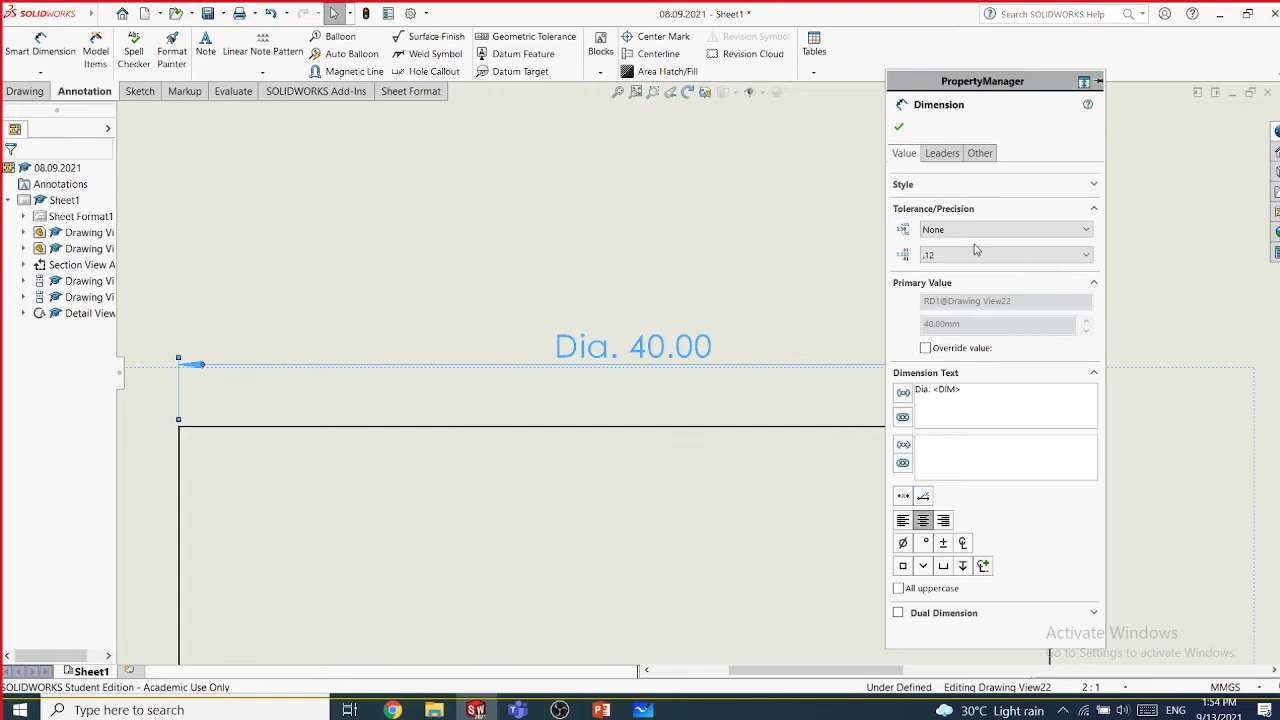 SOLIDWORKS
08.09.2021 - Sheet1 *
Search SOLIDWORKS Help
Smart Dimension
Model Items
Spell Checker
Format Painter
Note
Linear Note Pattern
Balloon
Auto Balloon
Magnetic Line
Surface Finish
Weld Symbol
Hole Callout
Geometric Tolerance
Datum Feature
Datum Target
Blocks
Center Mark
Centerline
Area Hatch/Fill
Revision Symbol
Revision Cloud
Tables
Drawing
Annotation
Sketch
Markup
Evaluate
SOLIDWORKS Add-Ins
Sheet Format
08.09.2021
Annotations
Sheet1
Sheet Format1
Drawing Vi
Drawing Vi
Section View A
Drawing Vi
Drawing Vi
Detail View
Dia. 40.00
PropertyManager
Dimension
Value
Leaders
Other
Style
Tolerance/Precision
None
.12
Primary Value
RD1@Drawing View22
40.00mm
Override value:
Dimension Text
Dia. <DIM>
All uppercase
Dual Dimension
Activate Windows
Go to Settings to activate Windows.
Sheet1
SOLIDWORKS Student Edition - Academic Use Only
Under Defined
Editing Drawing View22
2 : 1
MMGS
Type here to search
30°C Light rain
ENG
1:54 PM